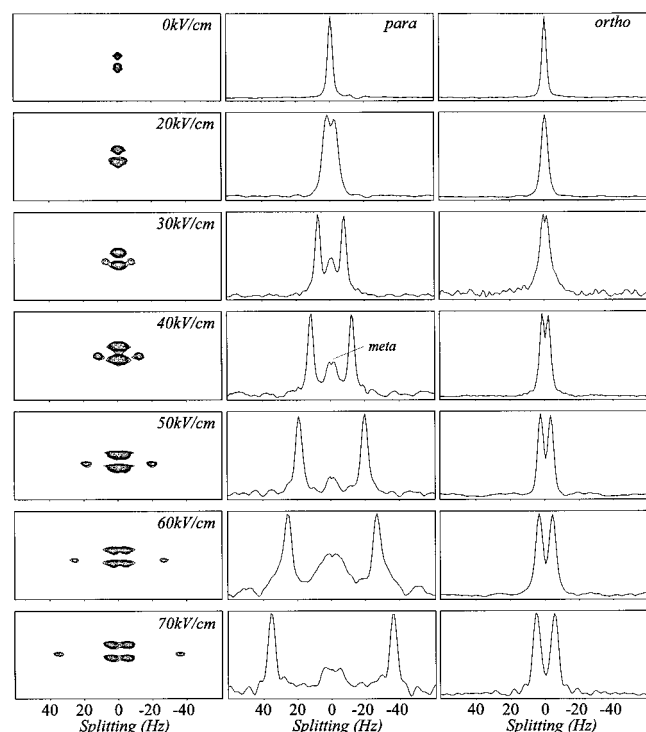 0kV/cm
para
ortho
20kV/cm
30kV/cm
40kV/cm
meta
50kV/cm
60kV/cm
70kV/cm
40 20 0 -20 -40
40 20 0 -20 -40
40 20 0 -20 -40
Splitting (Hz)
Splitting (Hz)
Splitting (Hz)